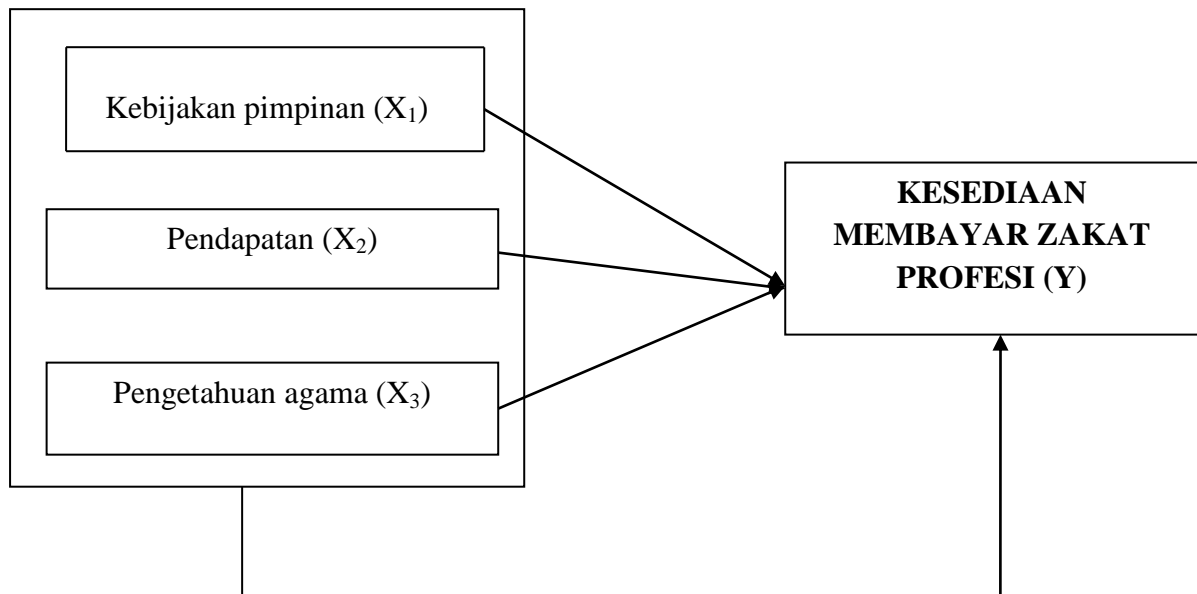 Kebijakan pimpinan (X₁)
Pendapatan (X₂)
Pengetahuan agama (X₃)
KESEDIAAN
MEMBAYAR ZAKAT
PROFESI (Y)